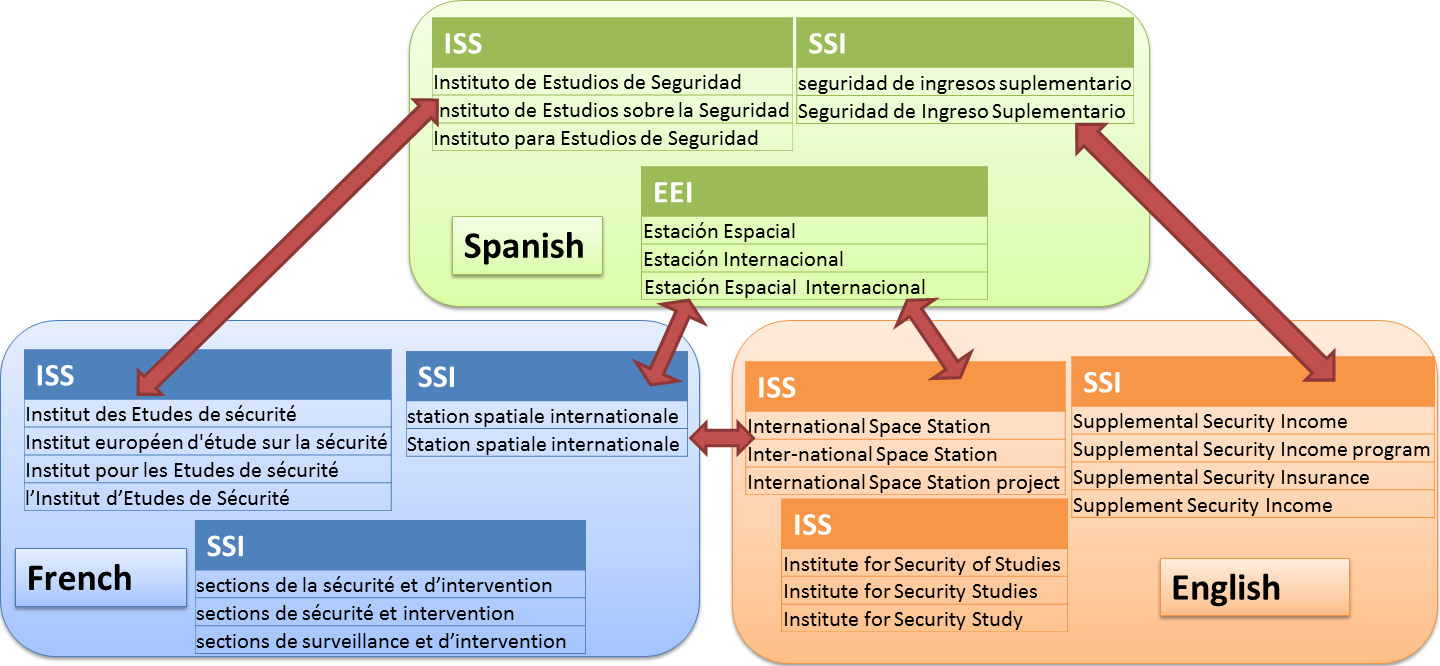 ISS
Instituto de Estudios de Seguridad
Instituto de Estudios sobre la Seguridad
Instituto para Estudios de Seguridad
SSI
seguridad de ingresos suplementario
Seguridad de Ingreso Suplementario
EEI
Estación Espacial
Estación Internacional
Estación Espacial Internacional
Spanish
ISS
Institut des Etudes de sécurité
Institut européen d'étude sur la sécurité
Institut pour les Etudes de sécurité
l’Institut d’Etudes de Sécurité
SSI
station spatiale internationale
Station spatiale internationale
SSI
sections de la sécurité et d’intervention
sections de sécurité et intervention
sections de surveillance et d’intervention
French
ISS
International Space Station
Inter-national Space Station
International Space Station project
SSI
Supplemental Security Income
Supplemental Security Income program
Supplemental Security Insurance
Supplement Security Income
ISS
Institute for Security of Studies
Institute for Security Studies
Institute for Security Study
English